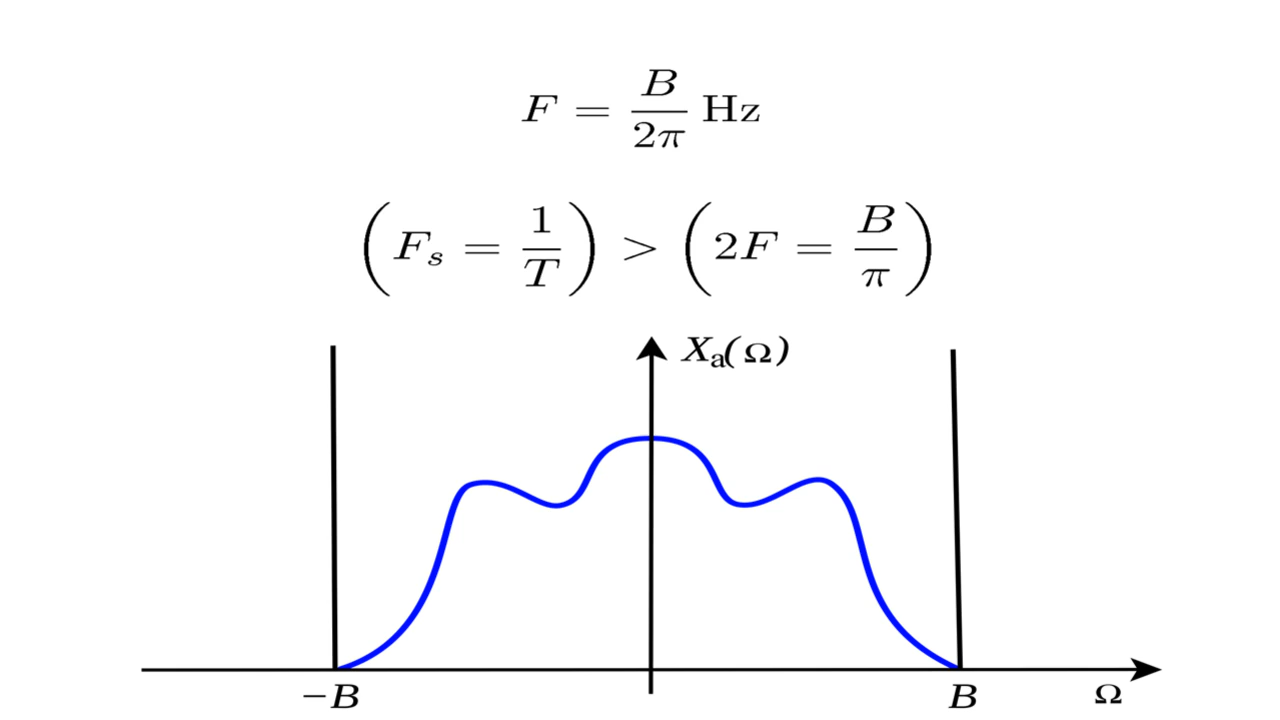 F = B/2π Hz
(F_s = 1/T) > (2F = B/π)
X_a(Ω)
−B B Ω